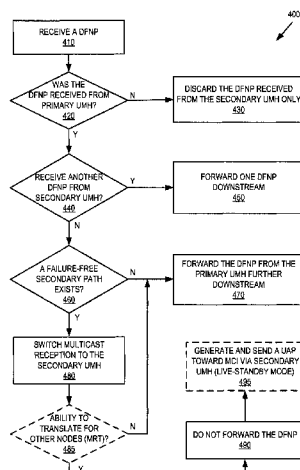 400
RECEIVE A DFNP
410
WAS THE
DFNP RECEIVED FROM
PRIMARY UMH?
420
N
DISCARD THE DFNP RECEIVED
FROM THE SECONDARY UMH ONLY
430
Y
RECEIVE ANOTHER
DFNP FROM
SECONDARY UMH?
440
Y
FORWARD ONE DFNP
DOWNSTREAM
450
N
A FAILURE-FREE
SECONDARY PATH
EXISTS?
460
N
FORWARD THE DFNP FROM THE
PRIMARY UMH FURTHER
DOWNSTREAM
470
Y
SWITCH MULTICAST
RECEPTION TO THE
SECONDARY UMH
480
GENERATE AND SEND A UAP
TOWARD MCI VIA SECONDARY
UMH (LIVE-STANDBY MODE)
495
ABILITY TO
TRANSLATE FOR
OTHER NODES (MRT)?
485
N
DO NOT FORWARD THE DFNP
490
Y